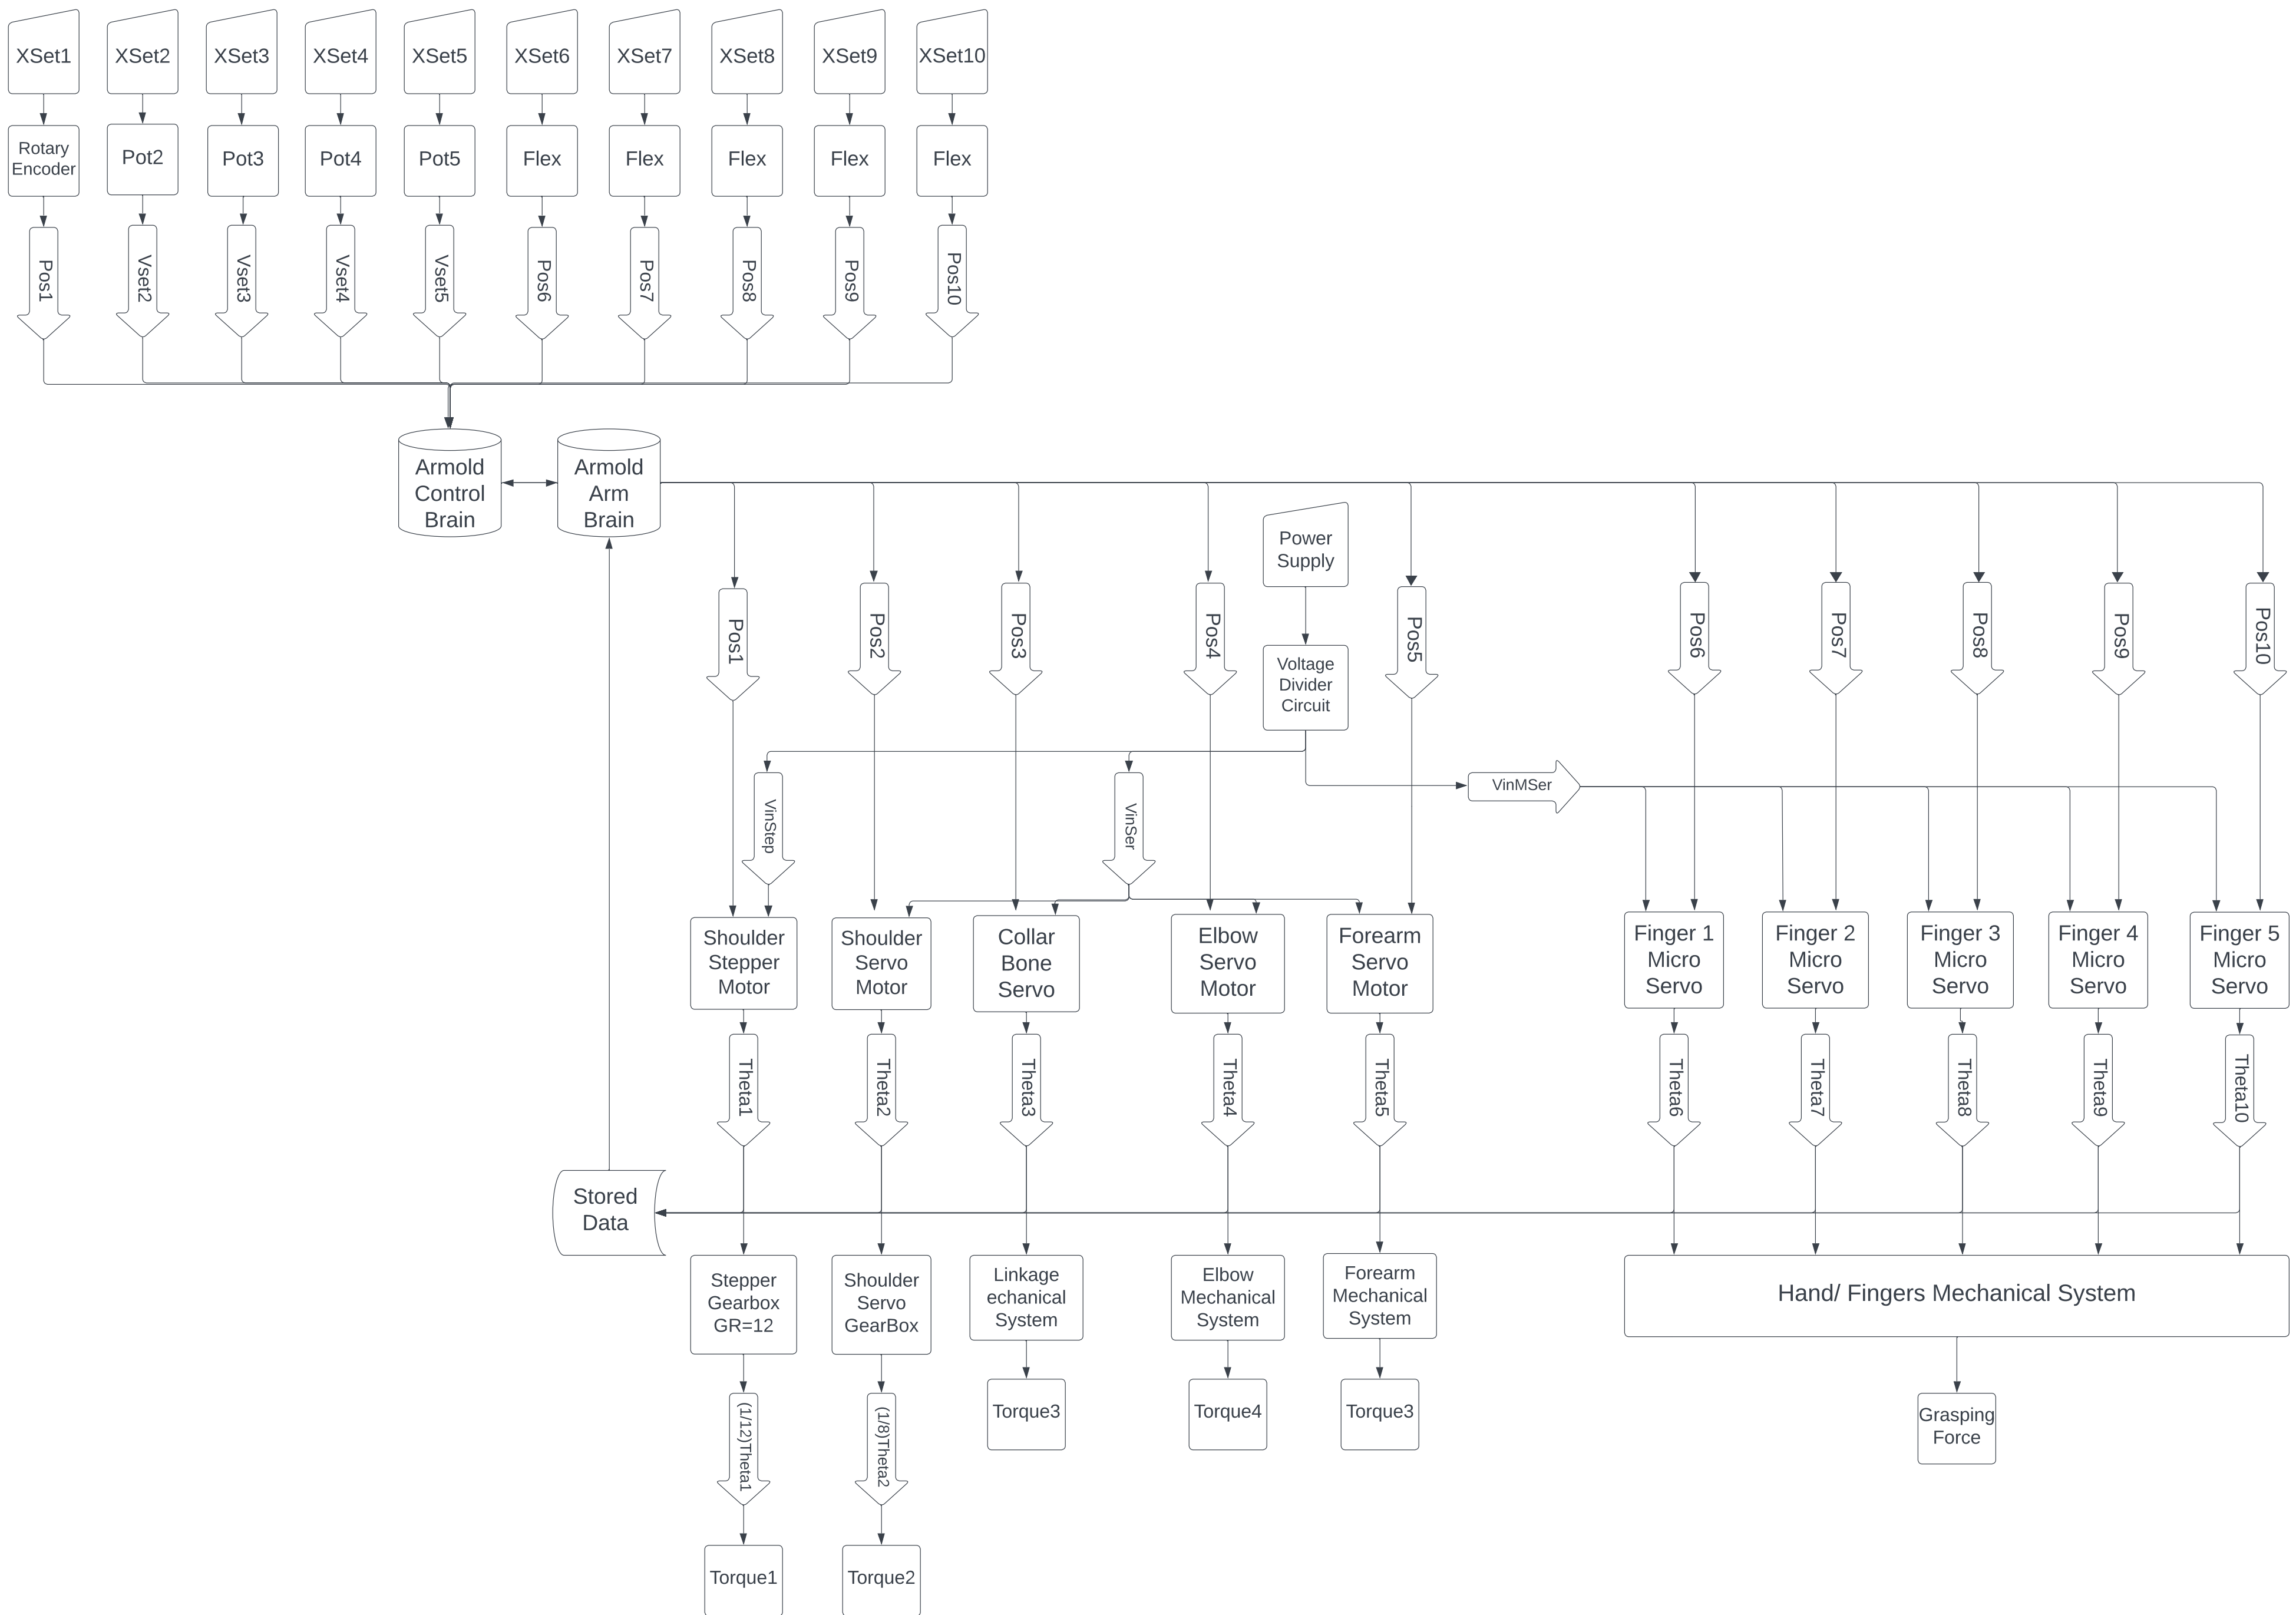 XSet1
XSet2
XSet3
XSet4
XSet5
XSet6
XSet7
XSet8
XSet9
XSet10
Rotary
Encoder
Pot2
Pot3
Pot4
Pot5
Flex
Flex
Flex
Flex
Flex
Pos1
Vset2
Vset3
Vset4
Vset5
Pos6
Pos7
Pos8
Pos9
Pos10
Armold
Control
Brain
Armold
Arm
Brain
Power
Supply
Pos1
Pos2
Pos3
Pos4
Voltage
Divider
Circuit
Pos5
Pos6
Pos7
Pos8
Pos9
Pos10
VinStep
VinSer
VinMSer
Shoulder
Stepper
Motor
Shoulder
Servo
Motor
Collar
Bone
Servo
Elbow
Servo
Motor
Forearm
Servo
Motor
Finger 1
Micro
Servo
Finger 2
Micro
Servo
Finger 3
Micro
Servo
Finger 4
Micro
Servo
Finger 5
Micro
Servo
Theta1
Theta2
Theta3
Theta4
Theta5
Theta6
Theta7
Theta8
Theta9
Theta10
Stored
Data
Stepper
Gearbox
GR=12
Shoulder
Servo
GearBox
Linkage
echanical
System
Elbow
Mechanical
System
Forearm
Mechanical
System
Hand/ Fingers Mechanical System
(1/12)Theta1
(1/8)Theta2
Torque3
Torque4
Torque3
Grasping
Force
Torque1
Torque2